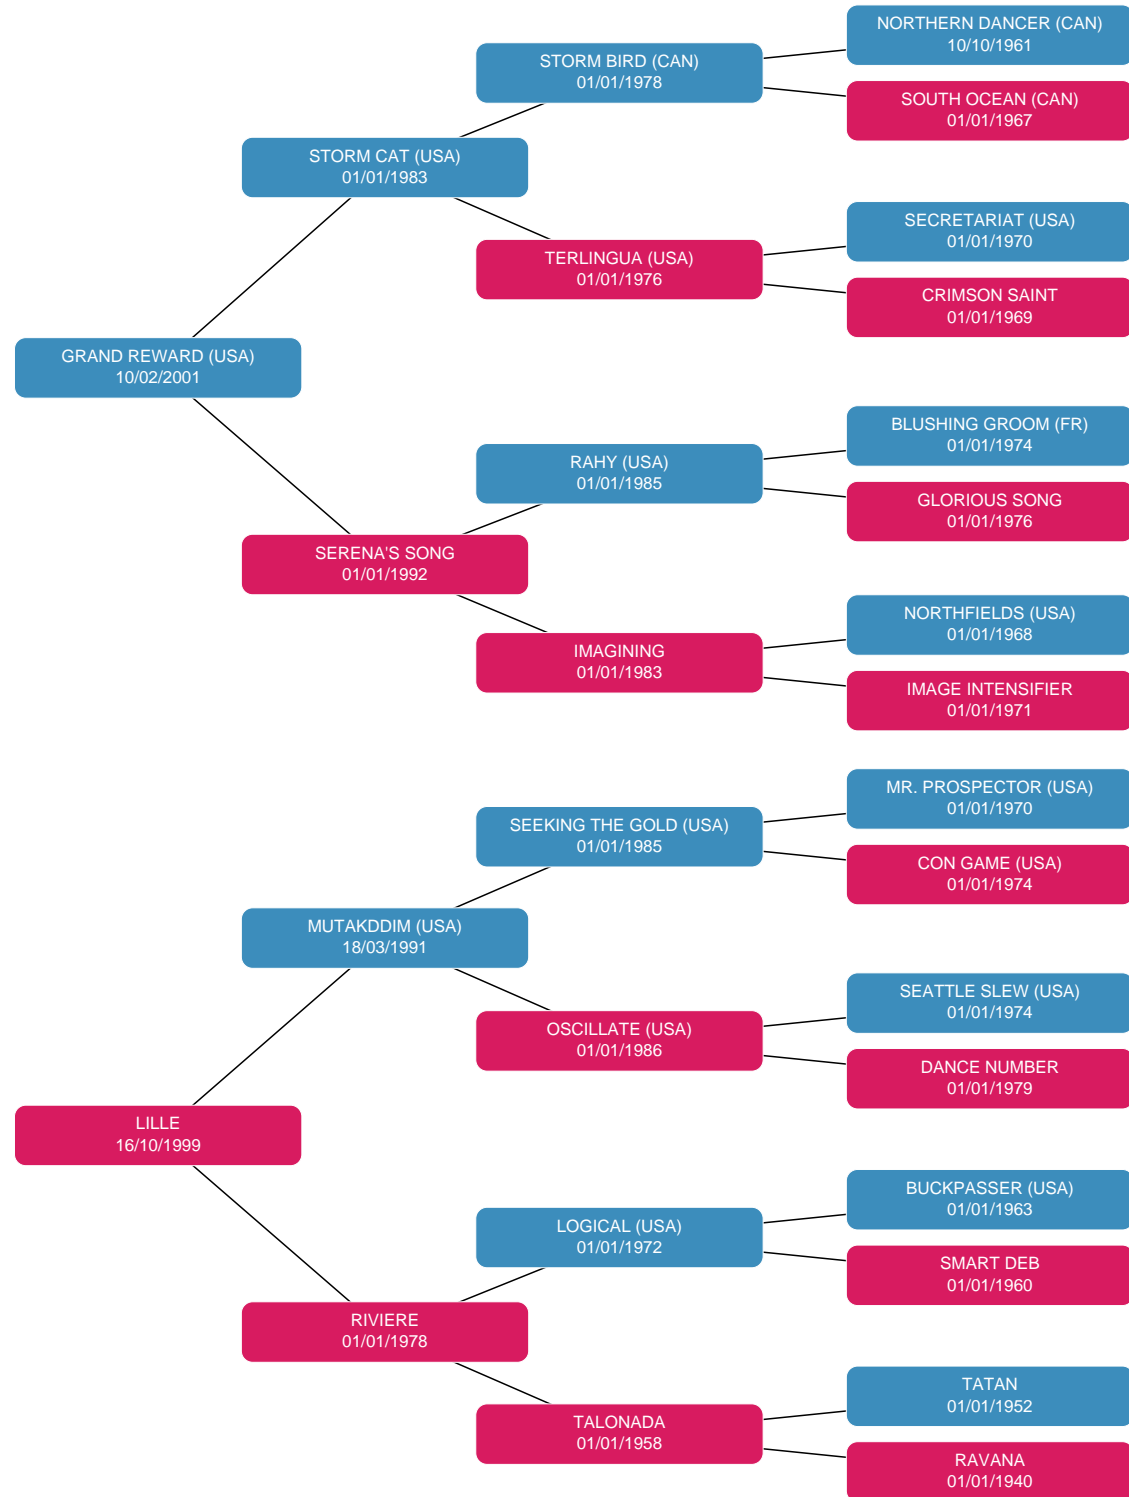 NORTHERN DANCER (CAN)
10/10/1961
STORM BIRD (CAN)
01/01/1978
SOUTH OCEAN (CAN)
01/01/1967
STORM CAT (USA)
01/01/1983
SECRETARIAT (USA)
01/01/1970
TERLINGUA (USA)
01/01/1976
CRIMSON SAINT
01/01/1969
GRAND REWARD (USA)
10/02/2001
BLUSHING GROOM (FR)
01/01/1974
RAHY (USA)
01/01/1985
GLORIOUS SONG
01/01/1976
SERENA'S SONG
01/01/1992
NORTHFIELDS (USA)
01/01/1968
IMAGINING
01/01/1983
IMAGE INTENSIFIER
01/01/1971
MR. PROSPECTOR (USA)
01/01/1970
SEEKING THE GOLD (USA)
01/01/1985
CON GAME (USA)
01/01/1974
MUTAKDDIM (USA)
18/03/1991
SEATTLE SLEW (USA)
01/01/1974
OSCILLATE (USA)
01/01/1986
DANCE NUMBER
01/01/1979
LILLE
16/10/1999
BUCKPASSER (USA)
01/01/1963
LOGICAL (USA)
01/01/1972
SMART DEB
01/01/1960
RIVIERE
01/01/1978
TATAN
01/01/1952
TALONADA
01/01/1958
RAVANA
01/01/1940